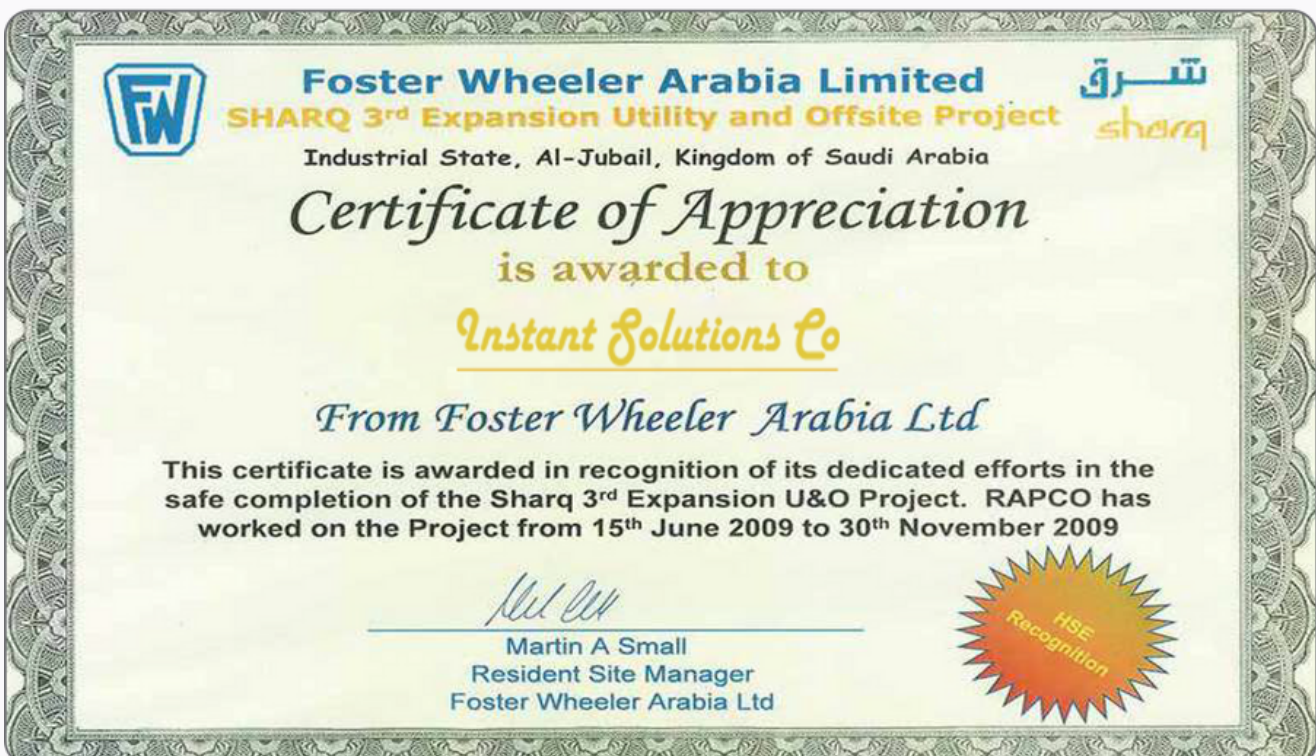 FW
Foster Wheeler Arabia Limited
شرق
SHARQ 3rd Expansion Utility and Offsite Project
sharq
Industrial State, Al-Jubail, Kingdom of Saudi Arabia
Certificate of Appreciation
is awarded to
Instant Solutions Co
From Foster Wheeler Arabia Ltd
This certificate is awarded in recognition of its dedicated efforts in the
safe completion of the Sharq 3rd Expansion U&O Project. RAPCO has
worked on the Project from 15th June 2009 to 30th November 2009
Martin A Small
Resident Site Manager
Foster Wheeler Arabia Ltd
HSE
Recognition